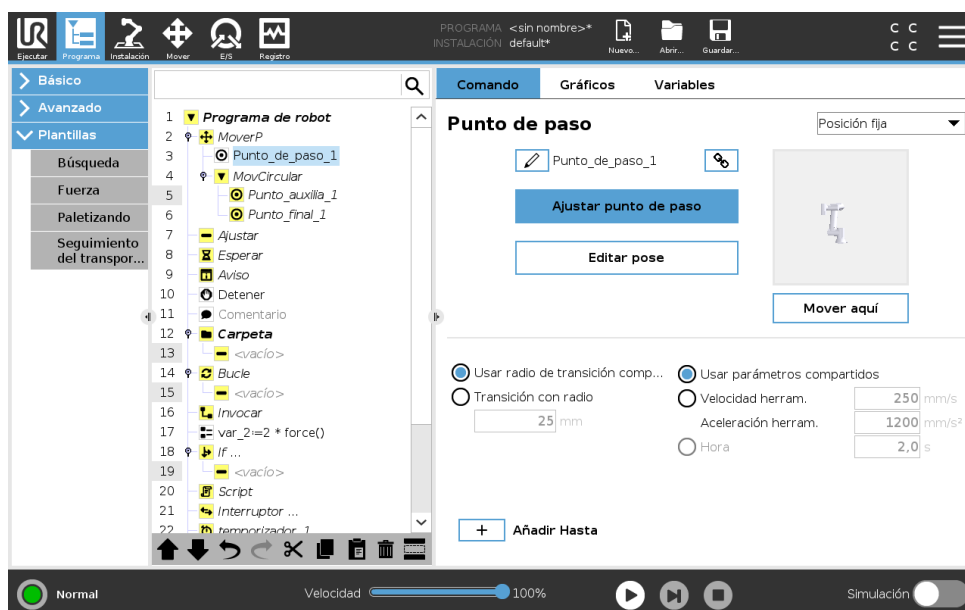 PROGRAMA <sin nombre>*
INSTALACIÓN default*
Ejecutar Programa Instalación Mover E/S Registro Nuevo... Abrir... Guardar...
C C
C C
Básico
Avanzado
Plantillas
Búsqueda
Fuerza
Paletizando
Seguimiento
del transpor...
1 Programa de robot
2 MoverP
3 Punto_de_paso_1
4 MovCircular
5 Punto_auxilia_1
6 Punto_final_1
7 Ajustar
8 Esperar
9 Aviso
10 Detener
11 Comentario
12 Carpeta
13 <vacío>
14 Bucle
15 <vacío>
16 Invocar
17 var_2:=2 * force()
18 If ...
19 <vacío>
20 Script
21 Interruptor ...
22 temporizador_1
Comando Gráficos Variables
Punto de paso
Posición fija
Punto_de_paso_1
Ajustar punto de paso
Editar pose
Mover aquí
Usar radio de transición comp...
Transición con radio
25 mm
Usar parámetros compartidos
Velocidad herram. 250 mm/s
Aceleración herram. 1200 mm/s²
Hora 2,0 s
+ Añadir Hasta
Normal
Velocidad 100%
Simulación